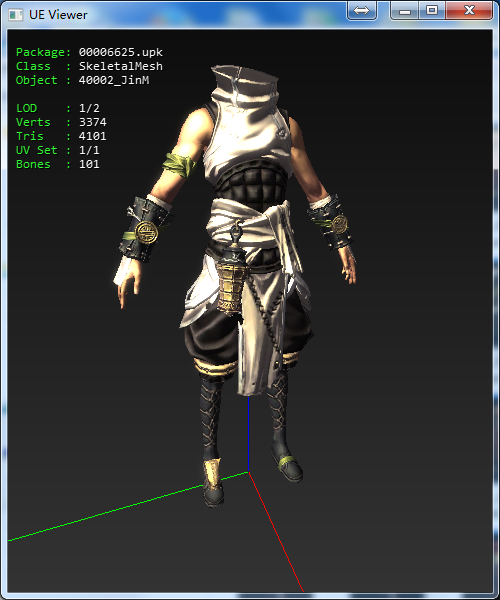 UE Viewer
Package: 00006625.upk
Class : SkeletalMesh
Object : 40002_JinM
LOD : 1/2
Verts : 3374
Tris : 4101
UV Set : 1/1
Bones : 101